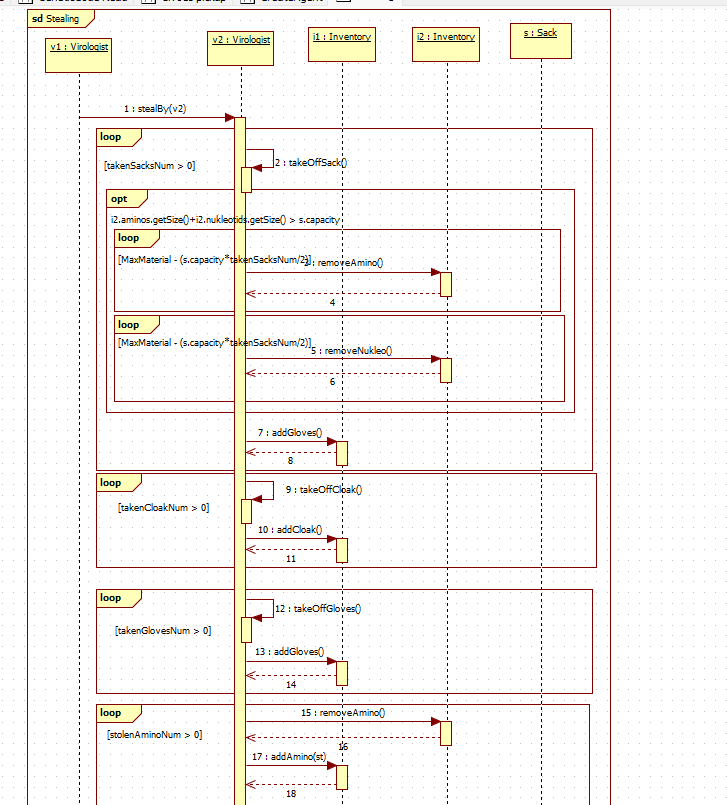 sd Stealing
v1 : Virologist
v2 : Virologist
i1 : Inventory
i2 : Inventory
s : Sack
1 : stealBy(v2)
loop
[takenSacksNum > 0]
2 : takeOffSack()
opt
i2.aminos.getSize()+i2.nukleotids.getSize() > s.capacity
loop
[MaxMaterial - (s.capacity*takenSacksNum/2)]
3 : removeAmino()
4
loop
[MaxMaterial - (s.capacity*takenSacksNum/2)]
5 : removeNukleo()
6
7 : addGloves()
8
loop
9 : takeOffCloak()
[takenCloakNum > 0]
10 : addCloak()
11
loop
12 : takeOffGloves()
[takenGlovesNum > 0]
13 : addGloves()
14
loop
15 : removeAmino()
[stolenAminoNum > 0]
16
17 : addAmino(st)
18